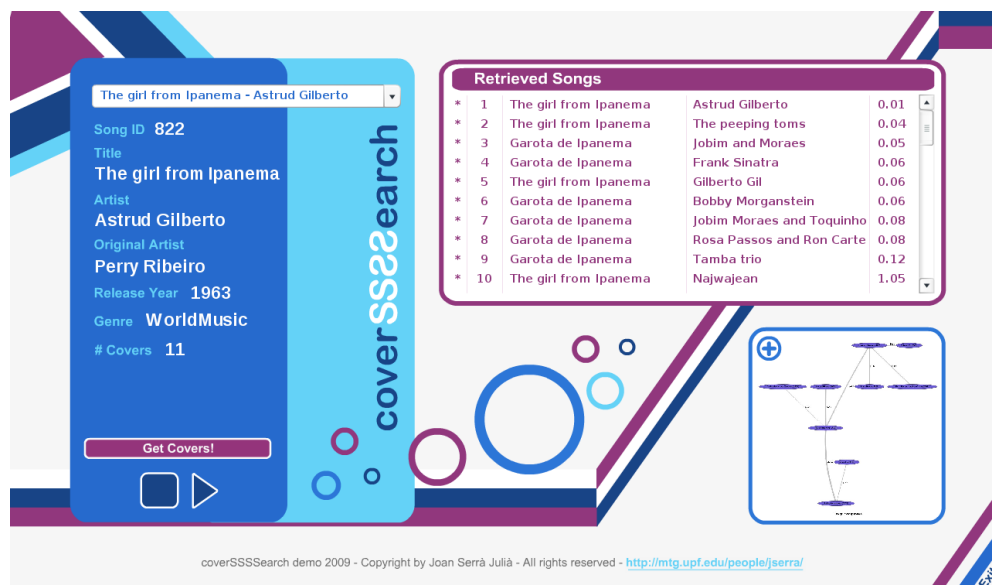 The girl from Ipanema - Astrud Gilberto
Song ID 822
Title
The girl from Ipanema
Artist
Astrud Gilberto
Original Artist
Perry Ribeiro
Release Year 1963
Genre WorldMusic
# Covers 11
Get Covers!
coverSSSSearch
Retrieved Songs
* 1 The girl from Ipanema Astrud Gilberto 0.01
* 2 The girl from Ipanema The peeping toms 0.04
* 3 Garota de Ipanema Jobim and Moraes 0.05
* 4 Garota de Ipanema Frank Sinatra 0.06
* 5 The girl from Ipanema Gilberto Gil 0.06
* 6 Garota de Ipanema Bobby Morganstein 0.06
* 7 Garota de Ipanema Jobim Moraes and Toquinho 0.08
* 8 Garota de Ipanema Rosa Passos and Ron Carte 0.08
* 9 Garota de Ipanema Tamba trio 0.12
* 10 The girl from Ipanema Najwajean 1.05
coverSSSSearch demo 2009 - Copyright by Joan Serrà Julià - All rights reserved - http://mtg.upf.edu/people/jserra/